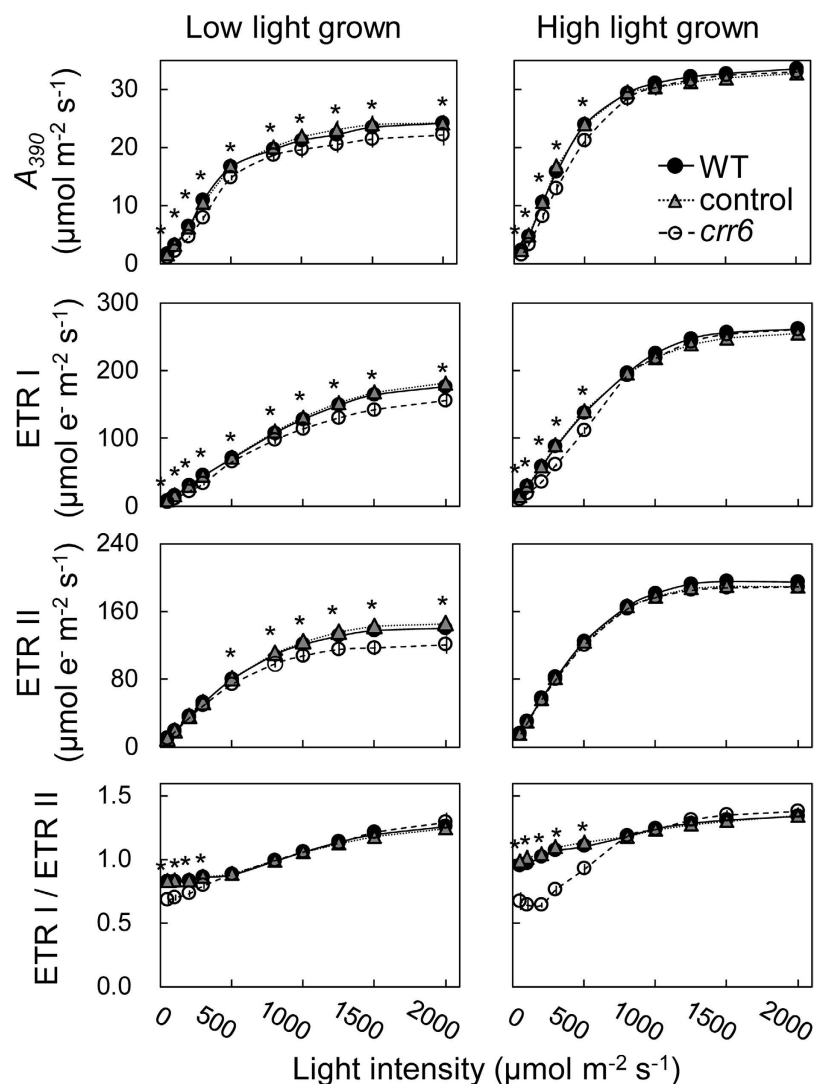 Low light grown
High light grown
A390
(µmol m-2 s-1)
30
20
10
0
* * * * * * * * * *
* * * * *
WT
control
crr6
ETR I
(µmol e- m-2 s-1)
300
200
100
0
* * * * * * * * * *
* * * * *
ETR II
(µmol e- m-2 s-1)
240
160
80
0
* * * * * *
ETR I / ETR II
1.5
1.0
0.5
0.0
* * * *
* * * * *
0 500 1000 1500 2000
0 500 1000 1500 2000
Light intensity (µmol m-2 s-1)